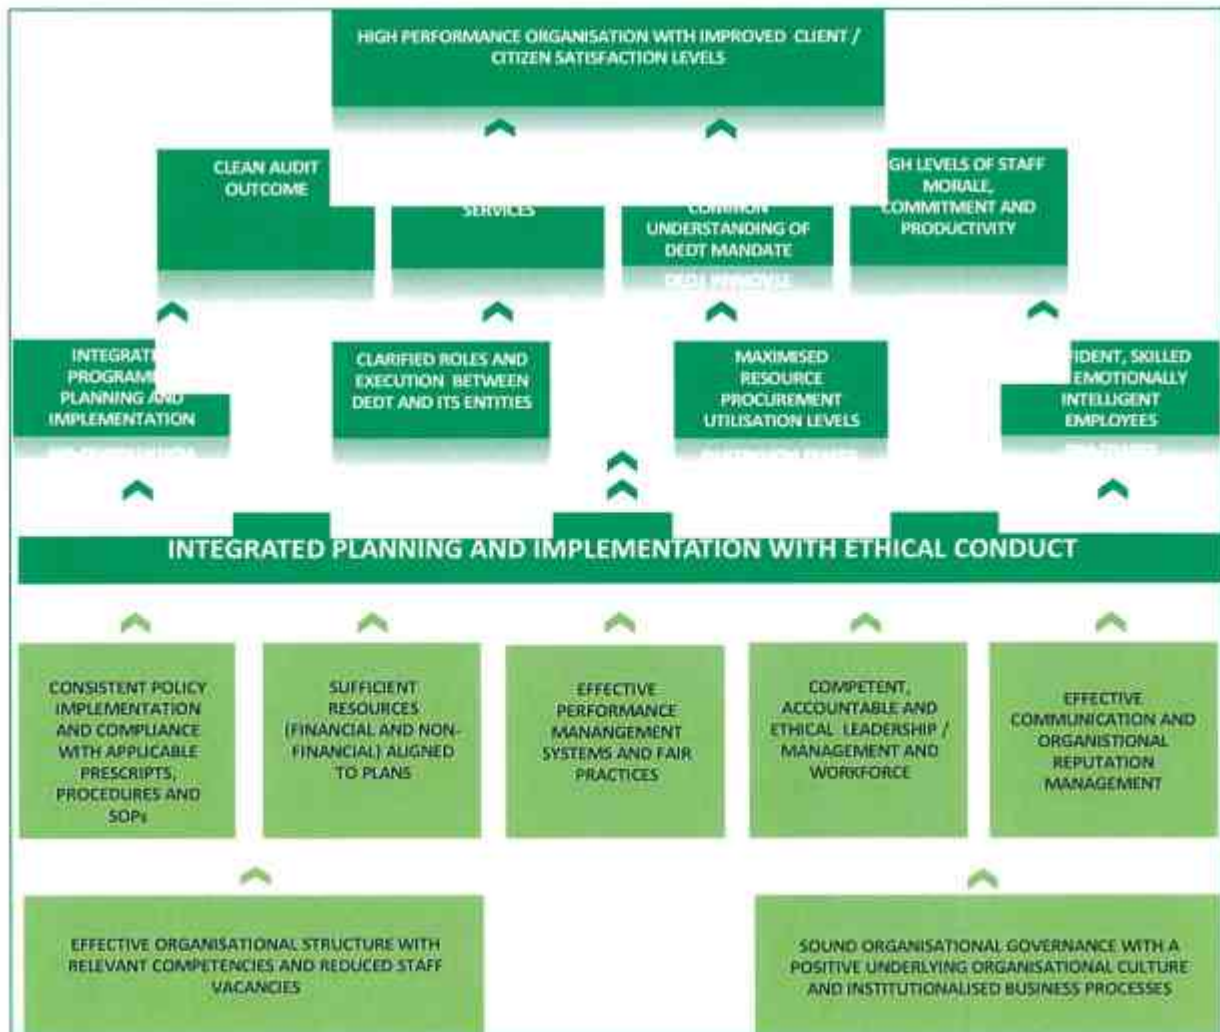 HIGH PERFORMANCE ORGANISATION WITH IMPROVED CLIENT /
CITIZEN SATISFACTION LEVELS
CLEAN AUDIT
OUTCOME
SERVICES
COMMON
UNDERSTANDING OF
DEDT MANDATE
GH LEVELS OF STAFF
MORALE,
COMMITMENT AND
PRODUCTIVITY
INTEGRAT
PROGRAM
PLANNING AND
IMPLEMENTATION
CLARIFIED ROLES AND
EXECUTION BETWEEN
DEDT AND ITS ENTITIES
MAXIMISED
RESOURCE
PROCUREMENT
UTILISATION LEVELS
FIDENT, SKILLED
EMOTIONALLY
INTELLIGENT
EMPLOYEES
INTEGRATED PLANNING AND IMPLEMENTATION WITH ETHICAL CONDUCT
CONSISTENT POLICY
IMPLEMENTATION
AND COMPLIANCE
WITH APPLICABLE
PRESCRIPTS,
PROCEDURES AND
SOPs
SUFFICIENT
RESOURCES
(FINANCIAL AND NON-
FINANCIAL) ALIGNED
TO PLANS
EFFECTIVE
PERFORMANCE
MANANGEMENT
SYSTEMS AND FAIR
PRACTICES
COMPETENT,
ACCOUNTABLE AND
ETHICAL LEADERSHIP /
MANAGEMENT AND
WORKFORCE
EFFECTIVE
COMMUNICATION AND
ORGANISTIONAL
REPUTATION
MANAGEMENT
EFFECTIVE ORGANISATIONAL STRUCTURE WITH
RELEVANT COMPETENCIES AND REDUCED STAFF
VACANCIES
SOUND ORGANISATIONAL GOVERNANCE WITH A
POSITIVE UNDERLYING ORGANISATIONAL CULTURE
AND INSTITUTIONALISED BUSINESS PROCESSES